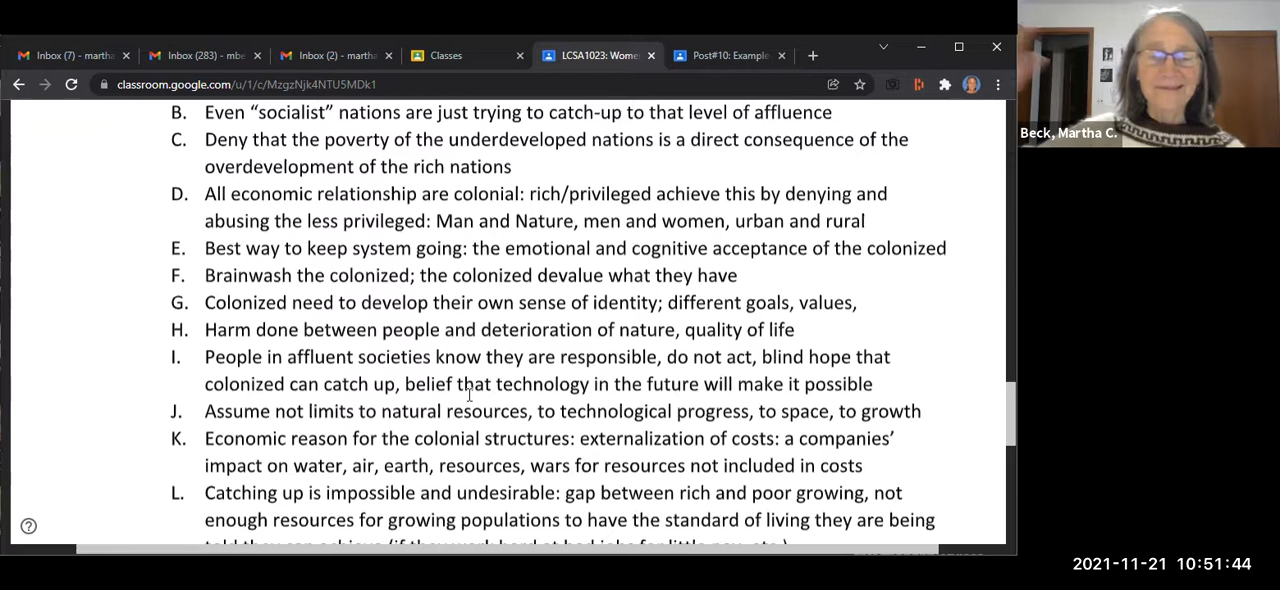 Inbox (7) - martha
Inbox (283) - mbe
Inbox (2) - martha
Classes
LCSA1023: Wome
Post#10: Example
classroom.google.com/u/1/c/MzgzNjk4NTU5MDk1
Beck, Martha C.
B. Even “socialist” nations are just trying to catch-up to that level of affluence
C. Deny that the poverty of the underdeveloped nations is a direct consequence of the
overdevelopment of the rich nations
D. All economic relationship are colonial: rich/privileged achieve this by denying and
abusing the less privileged: Man and Nature, men and women, urban and rural
E. Best way to keep system going: the emotional and cognitive acceptance of the colonized
F. Brainwash the colonized; the colonized devalue what they have
G. Colonized need to develop their own sense of identity; different goals, values,
H. Harm done between people and deterioration of nature, quality of life
I. People in affluent societies know they are responsible, do not act, blind hope that
colonized can catch up, belief that technology in the future will make it possible
J. Assume not limits to natural resources, to technological progress, to space, to growth
K. Economic reason for the colonial structures: externalization of costs: a companies’
impact on water, air, earth, resources, wars for resources not included in costs
L. Catching up is impossible and undesirable: gap between rich and poor growing, not
enough resources for growing populations to have the standard of living they are being
2021-11-21 10:51:44